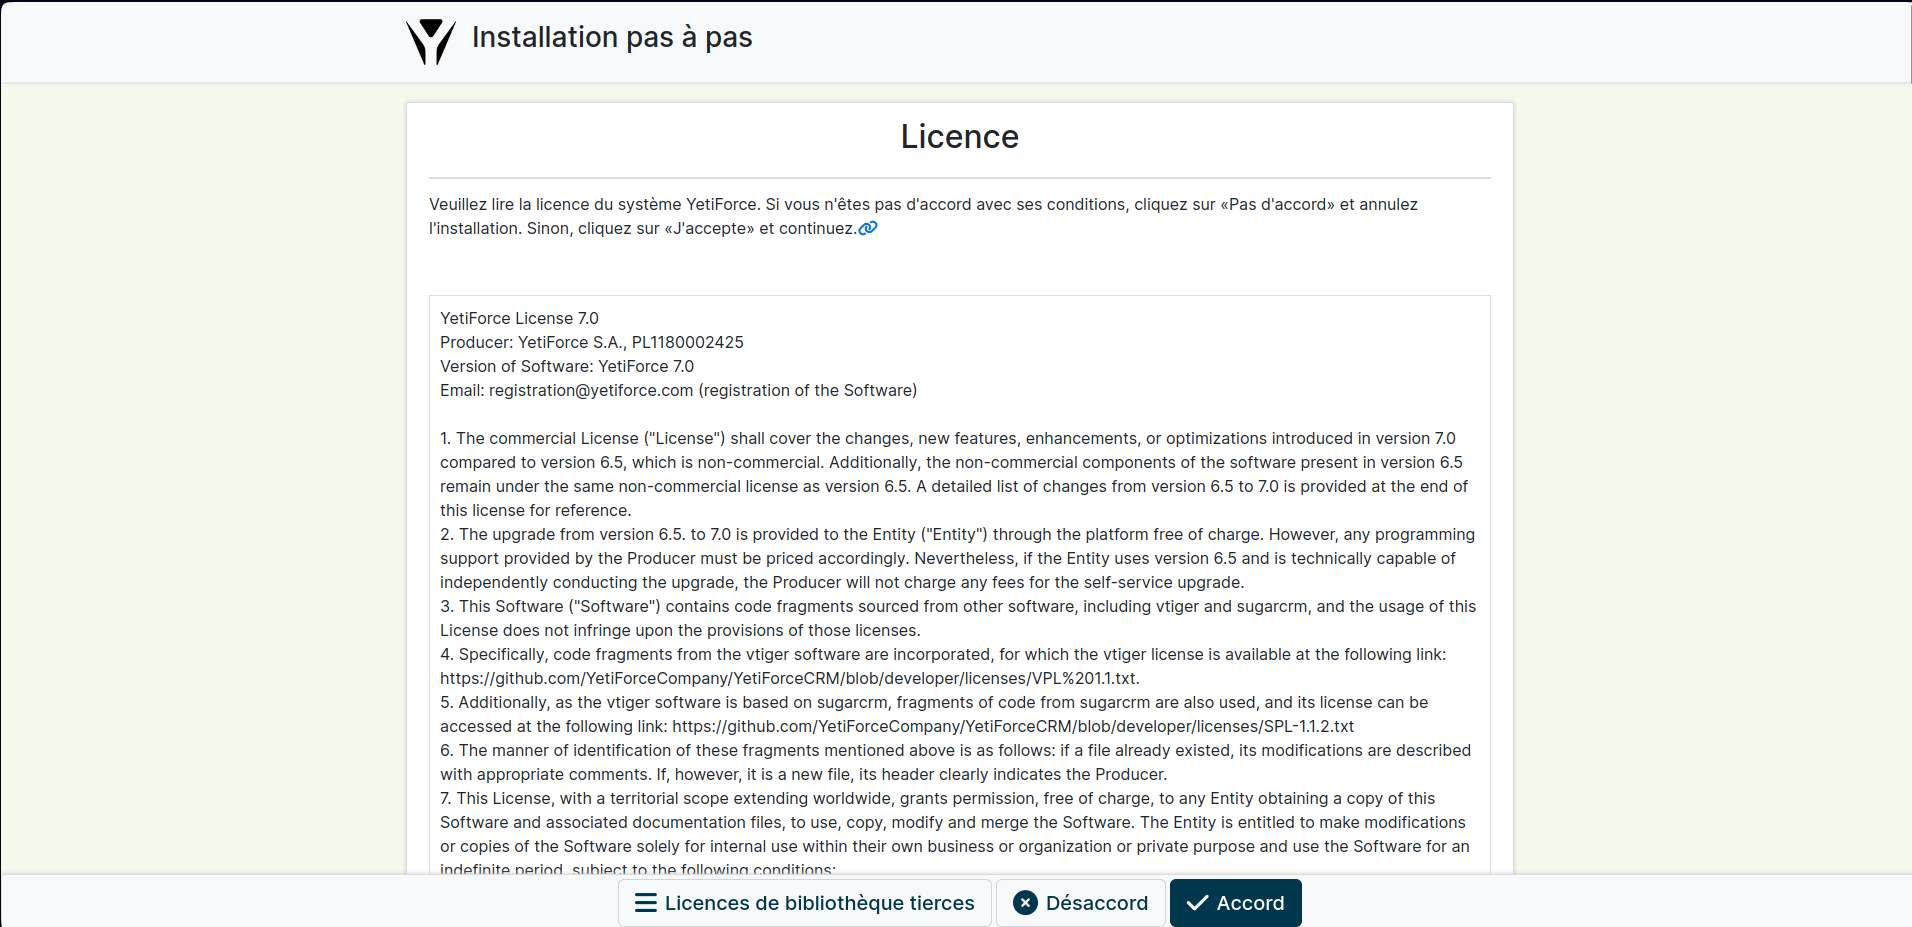 Installation pas à pas
Licence
Veuillez lire la licence du système YetiForce. Si vous n'êtes pas d'accord avec ses conditions, cliquez sur «Pas d'accord» et annulez
l'installation. Sinon, cliquez sur «J'accepte» et continuez.
YetiForce License 7.0
Producer: YetiForce S.A., PL1180002425
Version of Software: YetiForce 7.0
Email: registration@yetiforce.com (registration of the Software)
1. The commercial License ("License") shall cover the changes, new features, enhancements, or optimizations introduced in version 7.0
compared to version 6.5, which is non-commercial. Additionally, the non-commercial components of the software present in version 6.5
remain under the same non-commercial license as version 6.5. A detailed list of changes from version 6.5 to 7.0 is provided at the end of
this license for reference.
2. The upgrade from version 6.5. to 7.0 is provided to the Entity ("Entity") through the platform free of charge. However, any programming
support provided by the Producer must be priced accordingly. Nevertheless, if the Entity uses version 6.5 and is technically capable of
independently conducting the upgrade, the Producer will not charge any fees for the self-service upgrade.
3. This Software ("Software") contains code fragments sourced from other software, including vtiger and sugarcrm, and the usage of this
License does not infringe upon the provisions of those licenses.
4. Specifically, code fragments from the vtiger software are incorporated, for which the vtiger license is available at the following link:
https://github.com/YetiForceCompany/YetiForceCRM/blob/developer/licenses/VPL%201.1.txt.
5. Additionally, as the vtiger software is based on sugarcrm, fragments of code from sugarcrm are also used, and its license can be
accessed at the following link: https://github.com/YetiForceCompany/YetiForceCRM/blob/developer/licenses/SPL-1.1.2.txt
6. The manner of identification of these fragments mentioned above is as follows: if a file already existed, its modifications are described
with appropriate comments. If, however, it is a new file, its header clearly indicates the Producer.
7. This License, with a territorial scope extending worldwide, grants permission, free of charge, to any Entity obtaining a copy of this
Software and associated documentation files, to use, copy, modify and merge the Software. The Entity is entitled to make modifications
or copies of the Software solely for internal use within their own business or organization or private purpose and use the Software for an
indefinite period, subject to the following conditions:
Licences de bibliothèque tierces
Désaccord
Accord